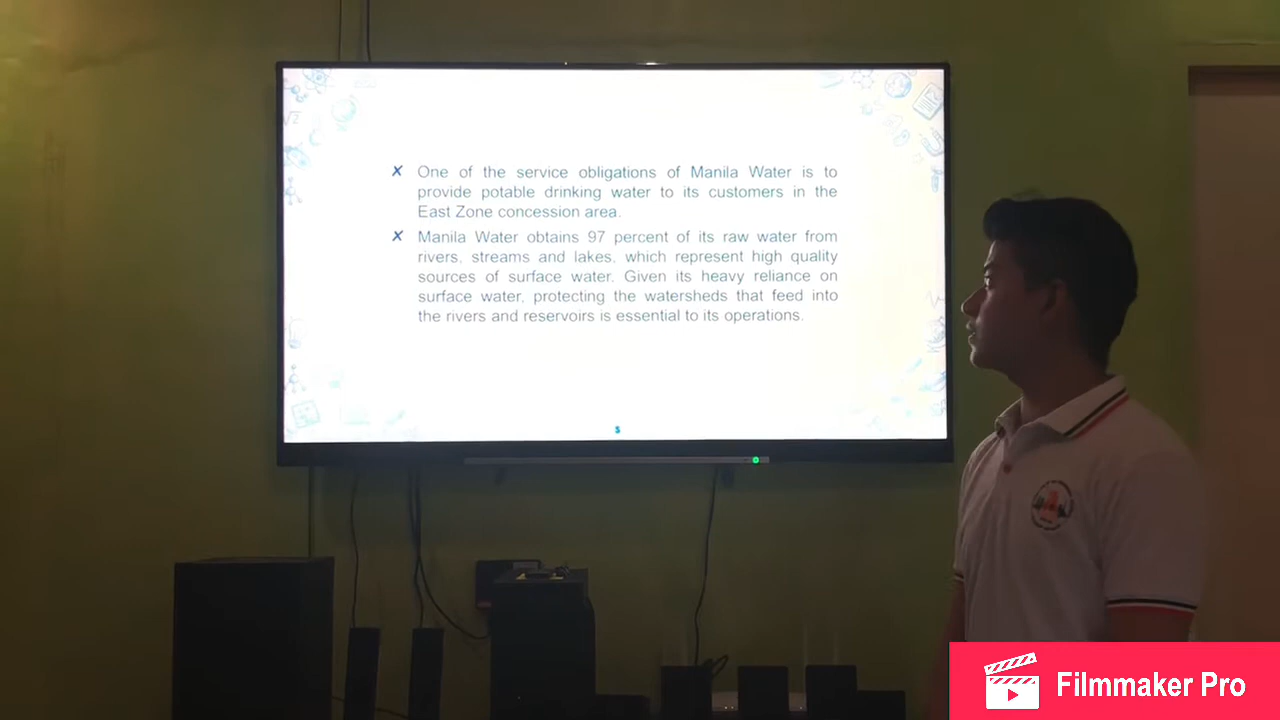 ✗ One of the service obligations of Manila Water is to
provide potable drinking water to its customers in the
East Zone concession area.
✗ Manila Water obtains 97 percent of its raw water from
rivers, streams and lakes, which represent high quality
sources of surface water. Given its heavy reliance on
surface water, protecting the watersheds that feed into
the rivers and reservoirs is essential to its operations.
5
Filmmaker Pro